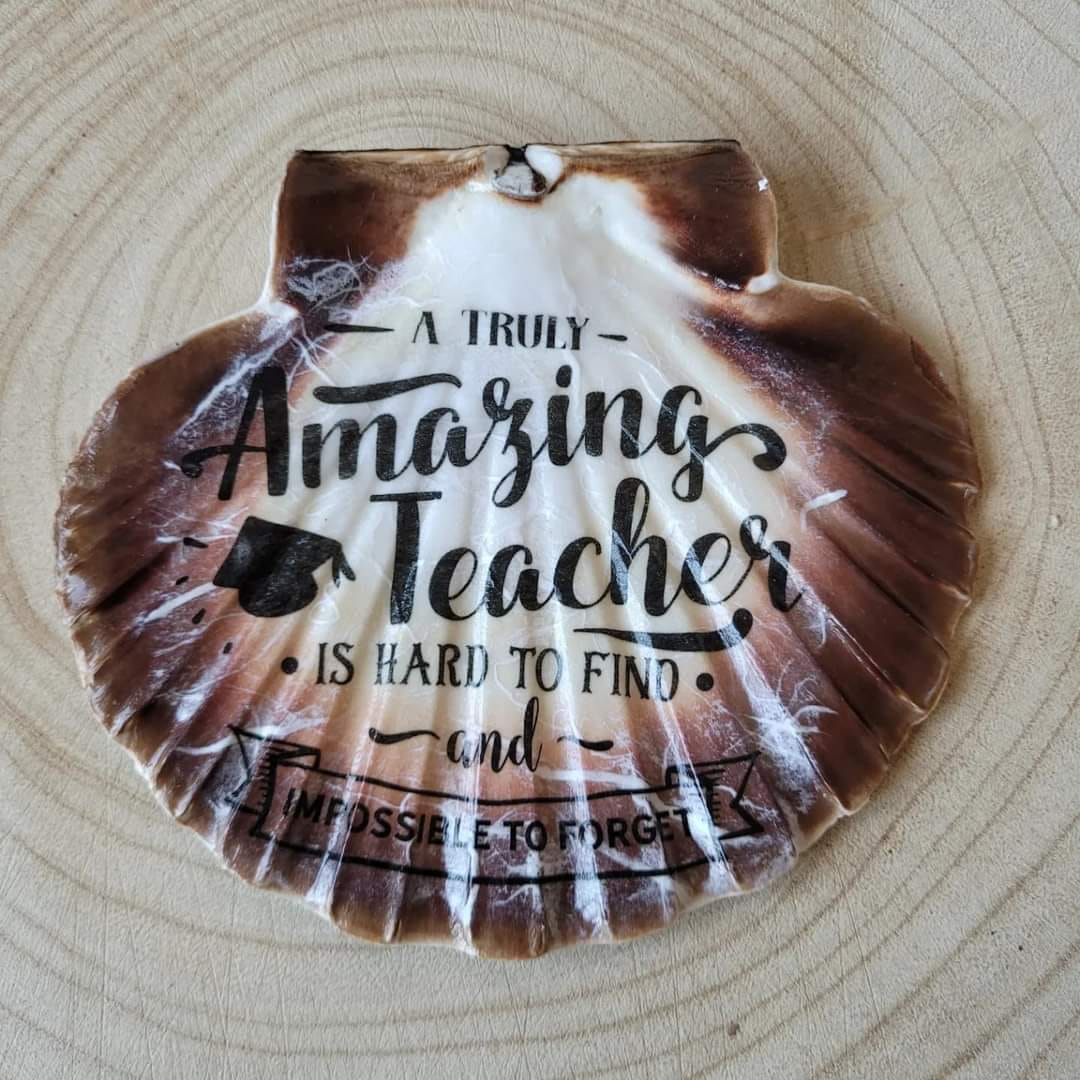 A TRULY
Amazing
Teacher
• IS HARD TO FIND •
and
IMPOSSIBLE TO FORGET